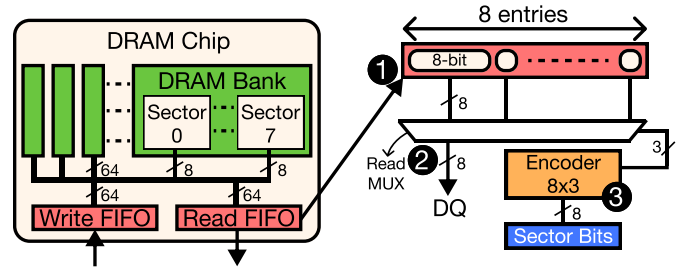 DRAM Chip
DRAM Bank
Sector
0
Sector
7
64
8
8
64
64
Write FIFO
Read FIFO
8 entries
1
8-bit
8
Read
MUX
2
8
DQ
3
Encoder
8x3
3
8
Sector Bits